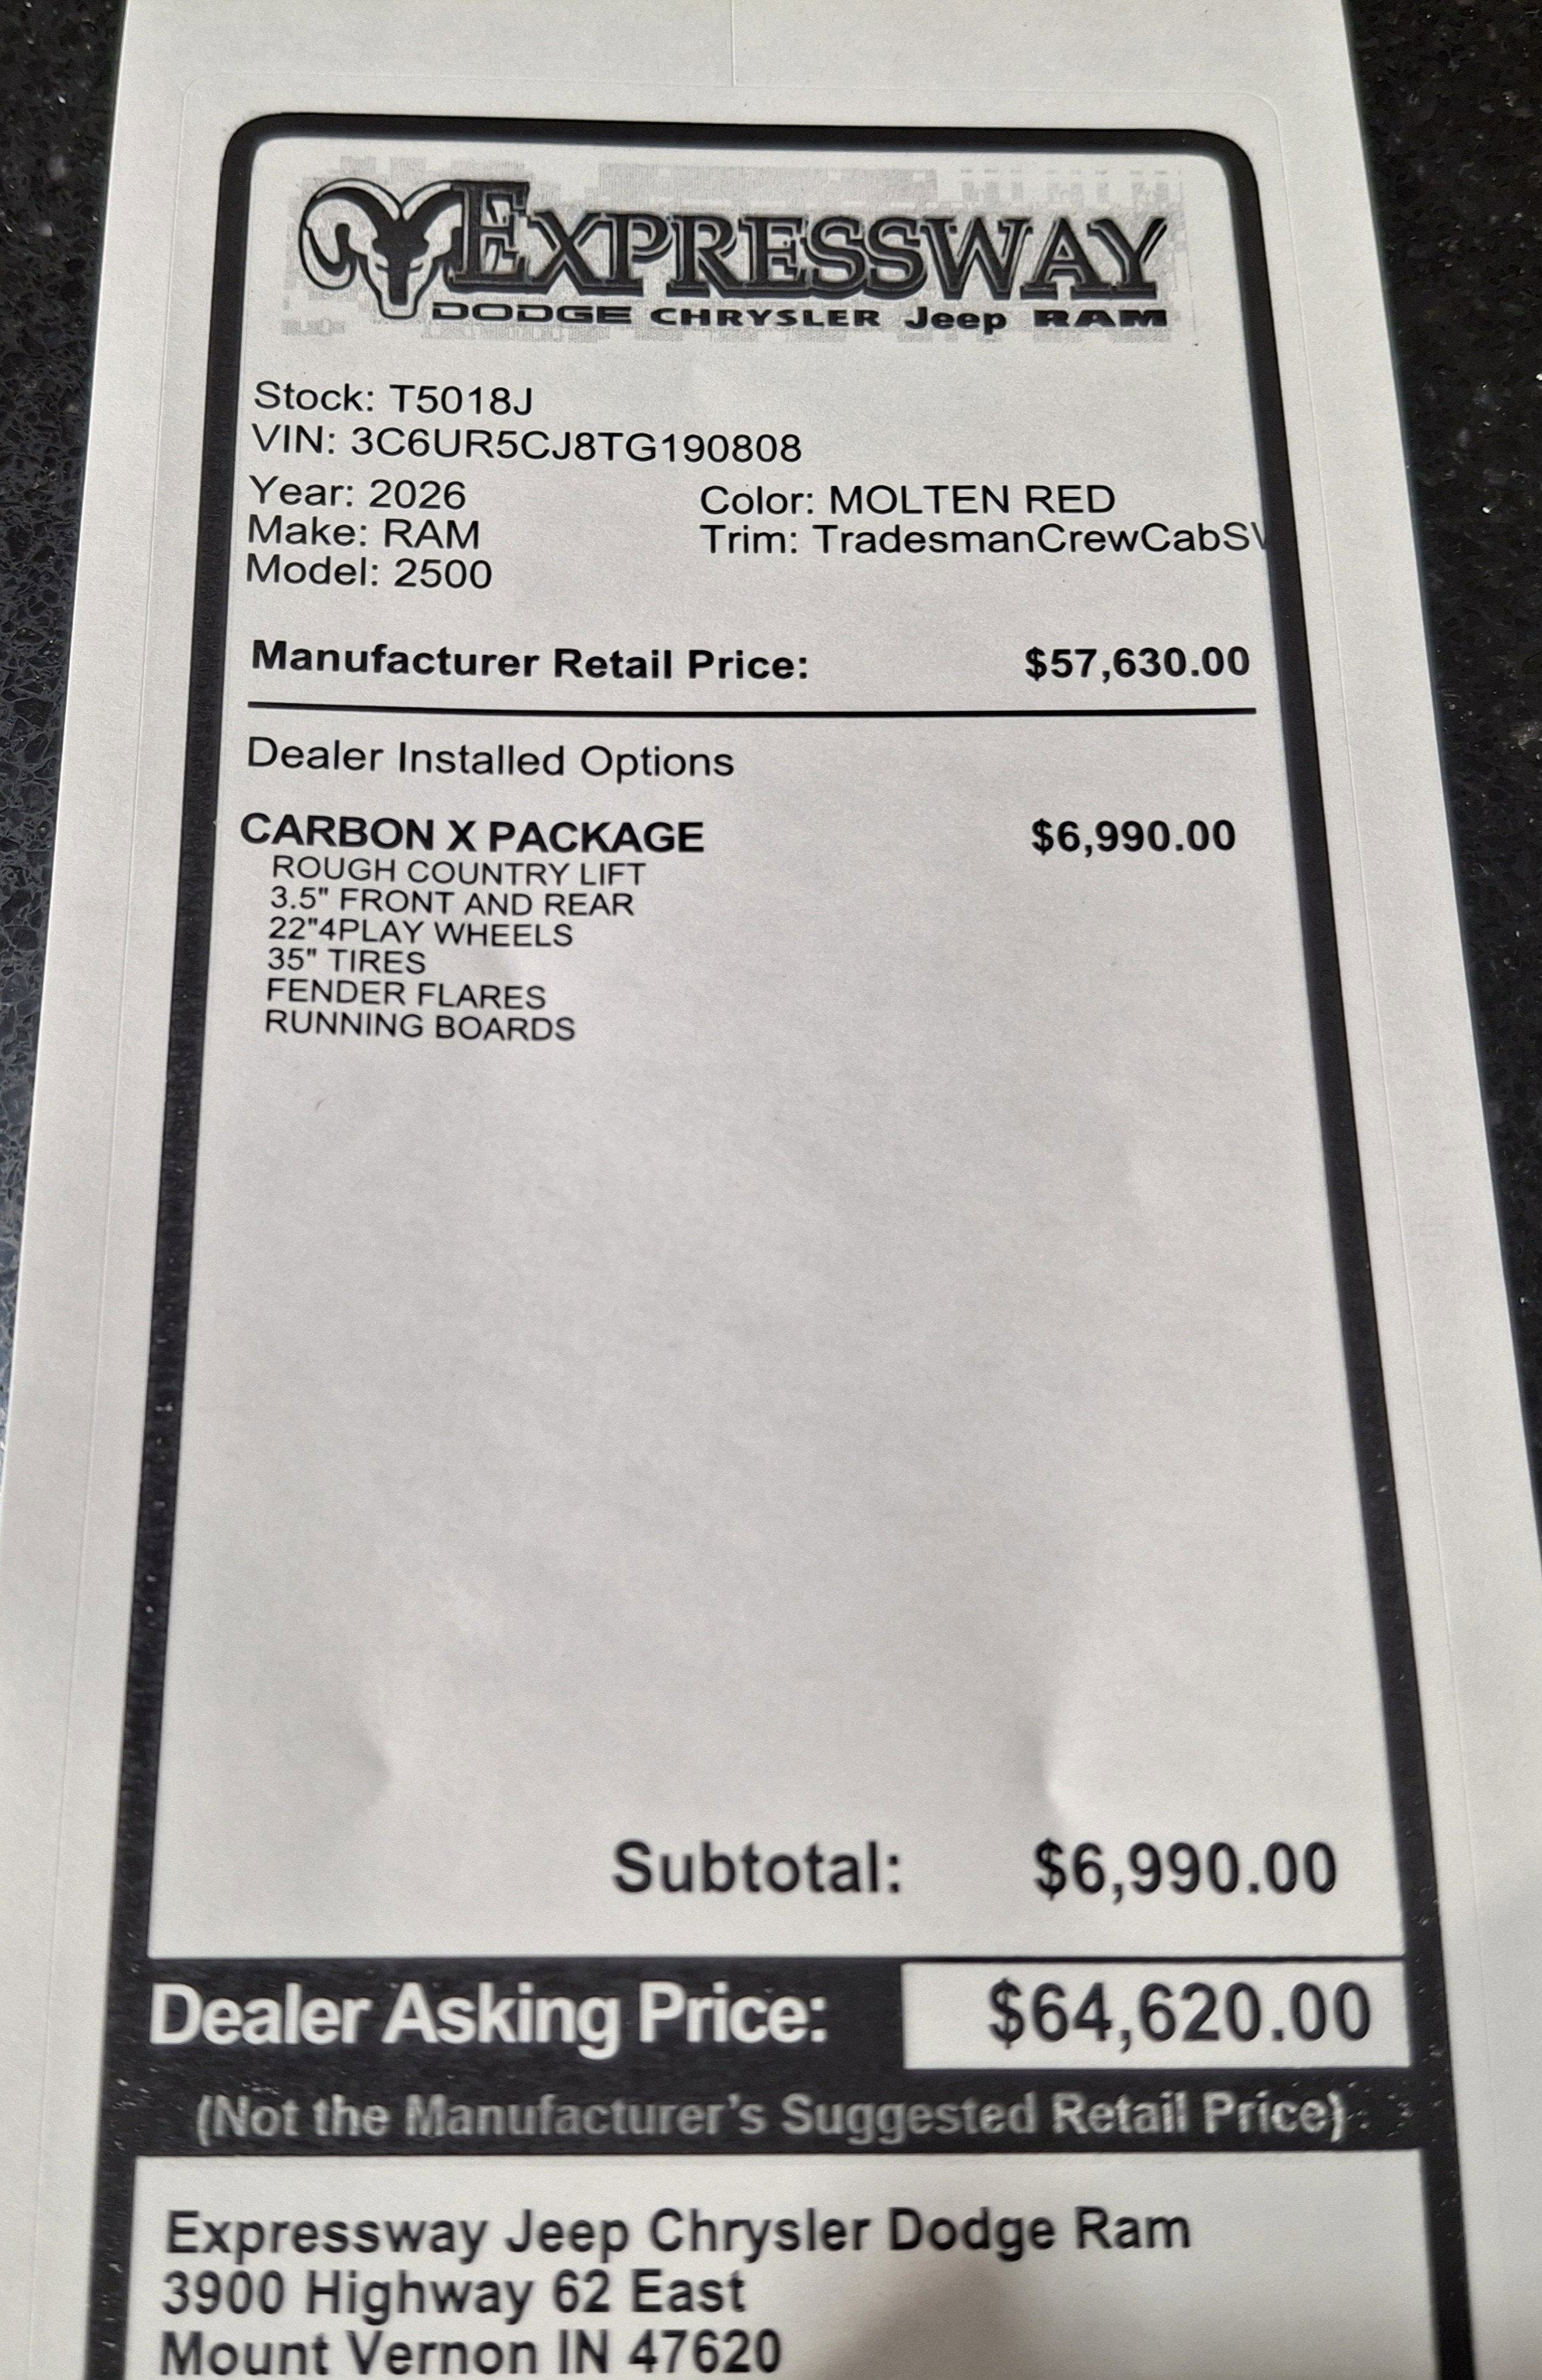 EXPRESSWAY
DODGE CHRYSLER Jeep RAM
Stock: T5018J
VIN: 3C6UR5CJ8TG190808
Year: 2026 Color: MOLTEN RED
Make: RAM Trim: TradesmanCrewCabSV
Model: 2500
Manufacturer Retail Price: $57,630.00
Dealer Installed Options
CARBON X PACKAGE $6,990.00
ROUGH COUNTRY LIFT
3.5" FRONT AND REAR
22"4PLAY WHEELS
35" TIRES
FENDER FLARES
RUNNING BOARDS
Subtotal: $6,990.00
Dealer Asking Price: $64,620.00
(Not the Manufacturer's Suggested Retail Price)
Expressway Jeep Chrysler Dodge Ram
3900 Highway 62 East
Mount Vernon IN 47620